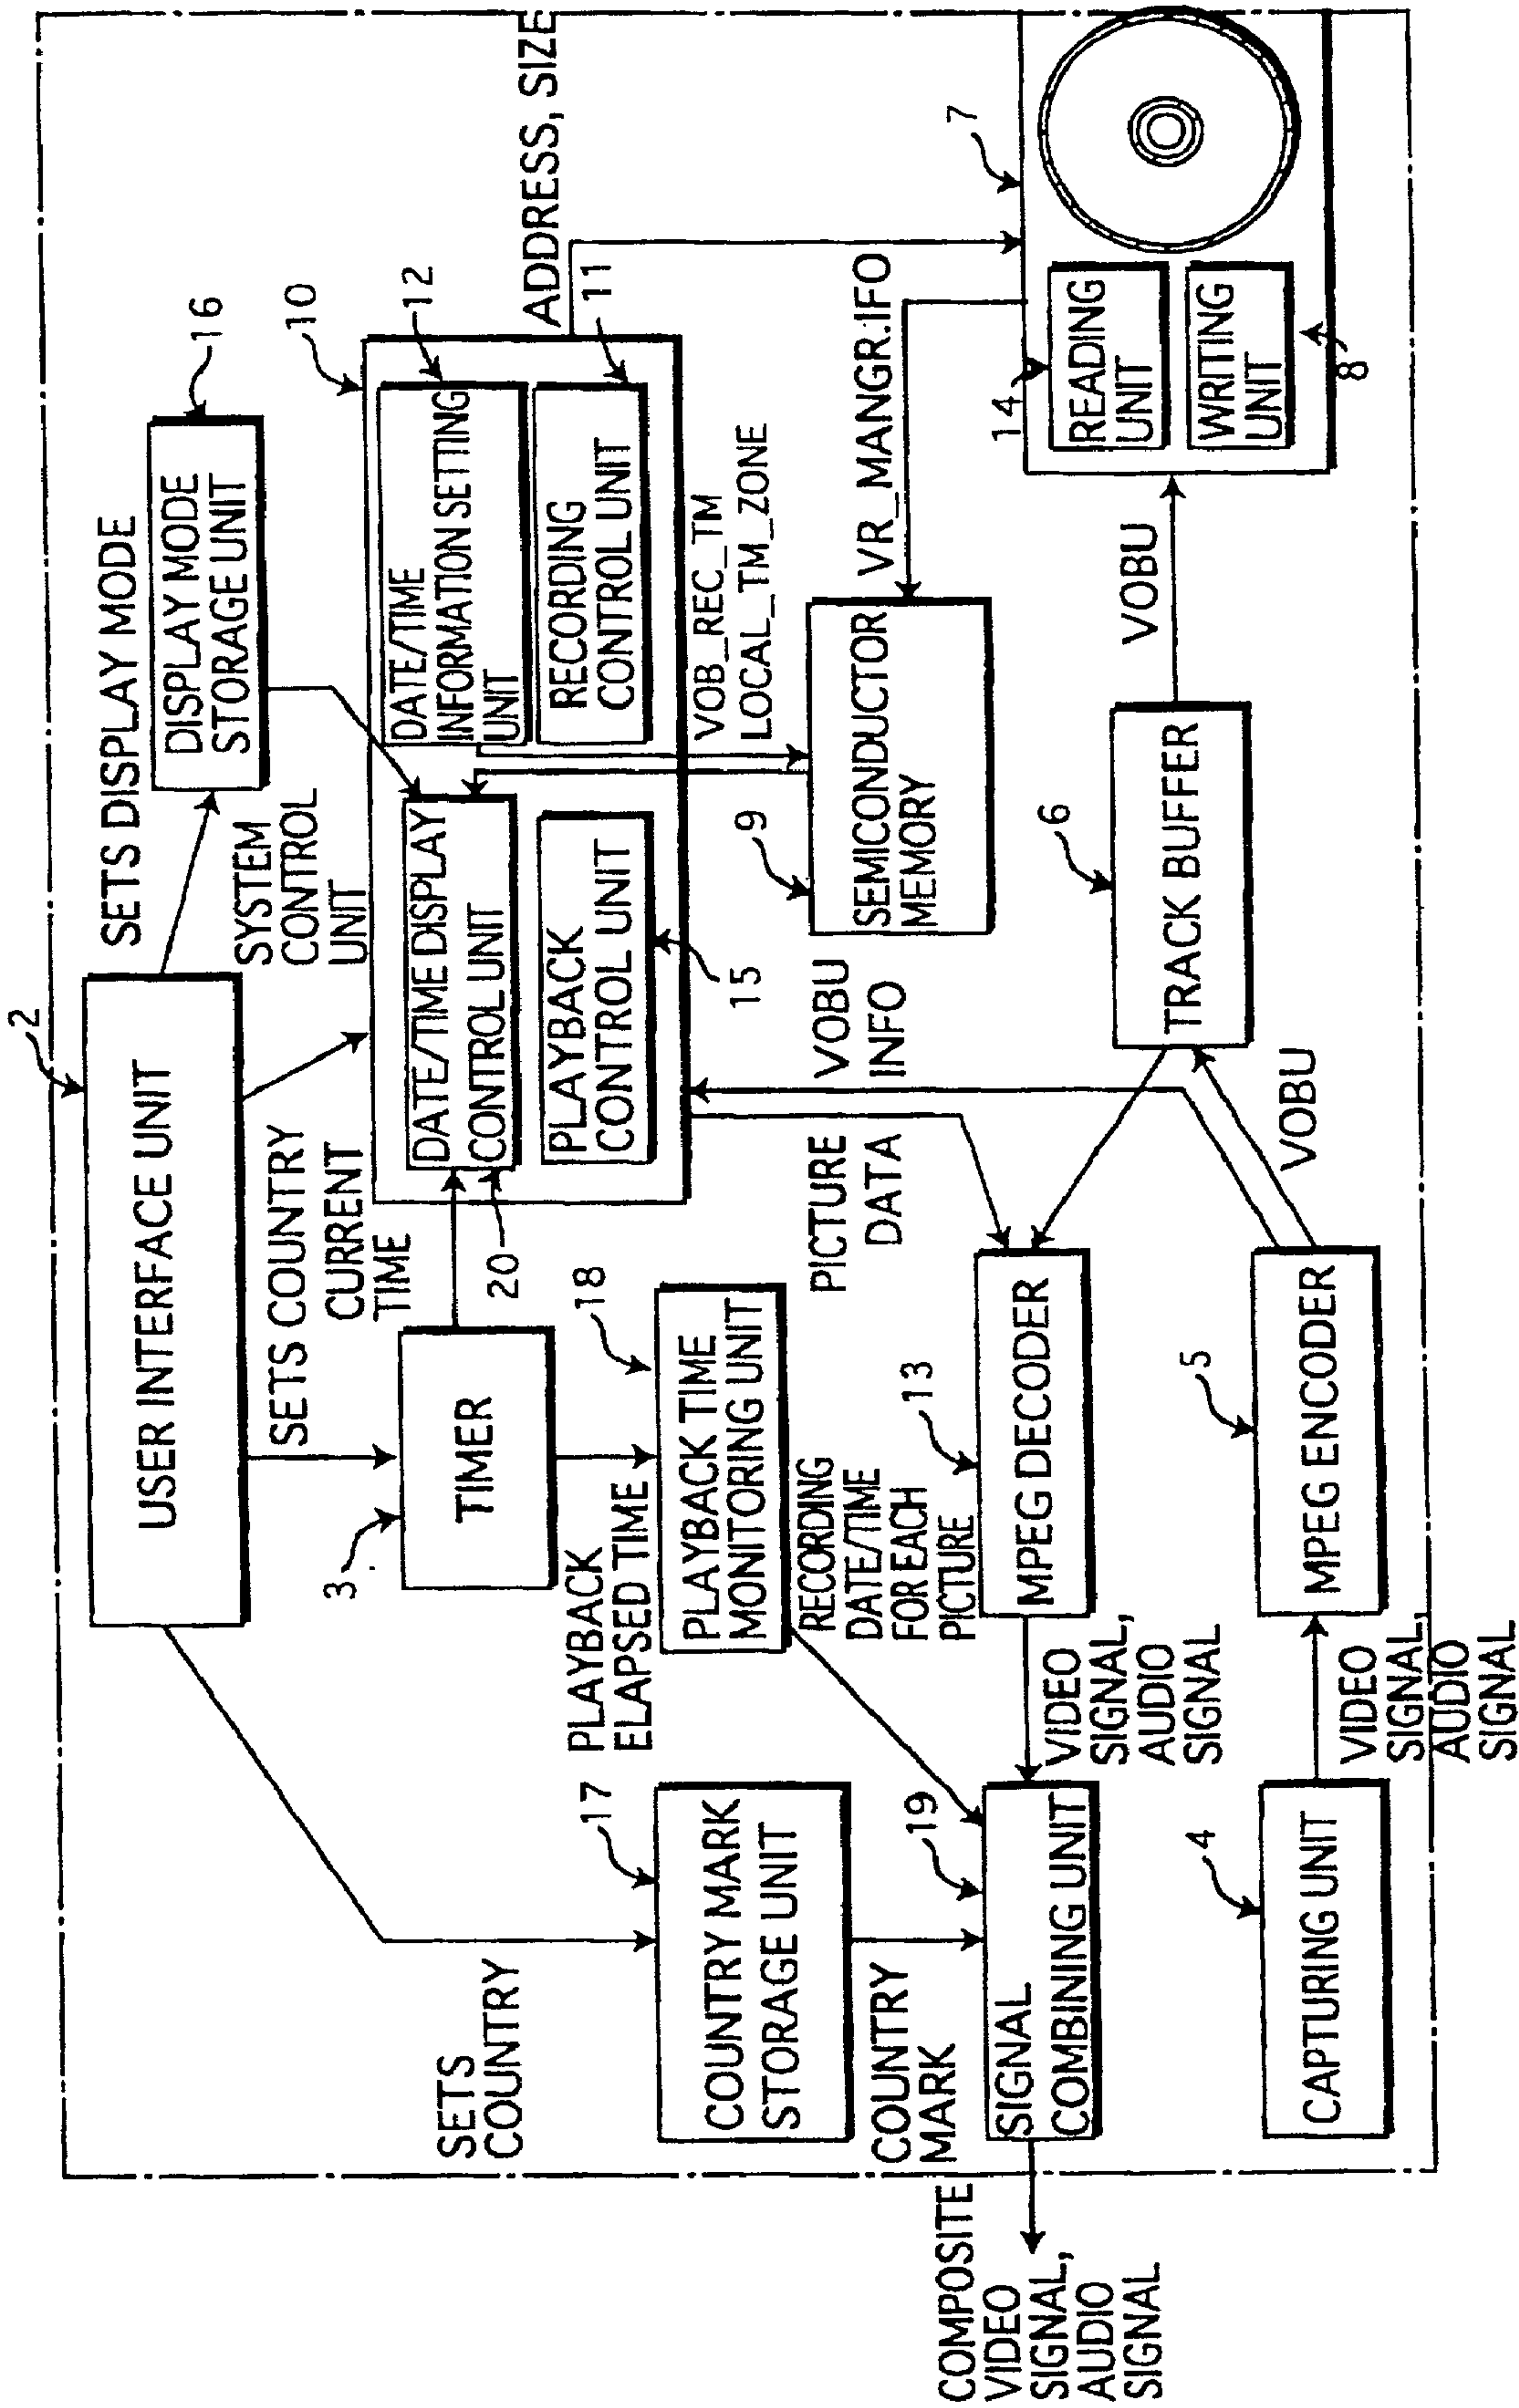 2
USER INTERFACE UNIT
SETS DISPLAY MODE
16
DISPLAY MODE
STORAGE UNIT
SETS COUNTRY
SYSTEM
CONTROL
UNIT
10
CURRENT
TIME
3
TIMER
20
DATE/TIME DISPLAY
CONTROL UNIT
PLAYBACK
CONTROL UNIT
15
DATE/TIME
INFORMATION SETTING
UNIT
12
RECORDING
CONTROL UNIT
11
ADDRESS, SIZE
SETS
COUNTRY
PLAYBACK
ELAPSED TIME
17
COUNTRY MARK
STORAGE UNIT
18
PLAYBACK TIME
MONITORING UNIT
VOB_REC_TM
LOCAL_TM_ZONE
9
SEMICONDUCTOR
MEMORY
VR_MANGR.IFO
7
COUNTRY
MARK
RECORDING
DATE/TIME
FOR EACH
PICTURE
PICTURE
DATA
VOBU
INFO
19
SIGNAL
COMBINING UNIT
VIDEO
SIGNAL,
AUDIO
SIGNAL
13
MPEG DECODER
6
TRACK BUFFER
VOBU
14
READING
UNIT
WRITING
UNIT
8
COMPOSITE
VIDEO
SIGNAL,
AUDIO
SIGNAL
4
CAPTURING UNIT
VIDEO
SIGNAL,
AUDIO
SIGNAL
5
MPEG ENCODER
VOBU